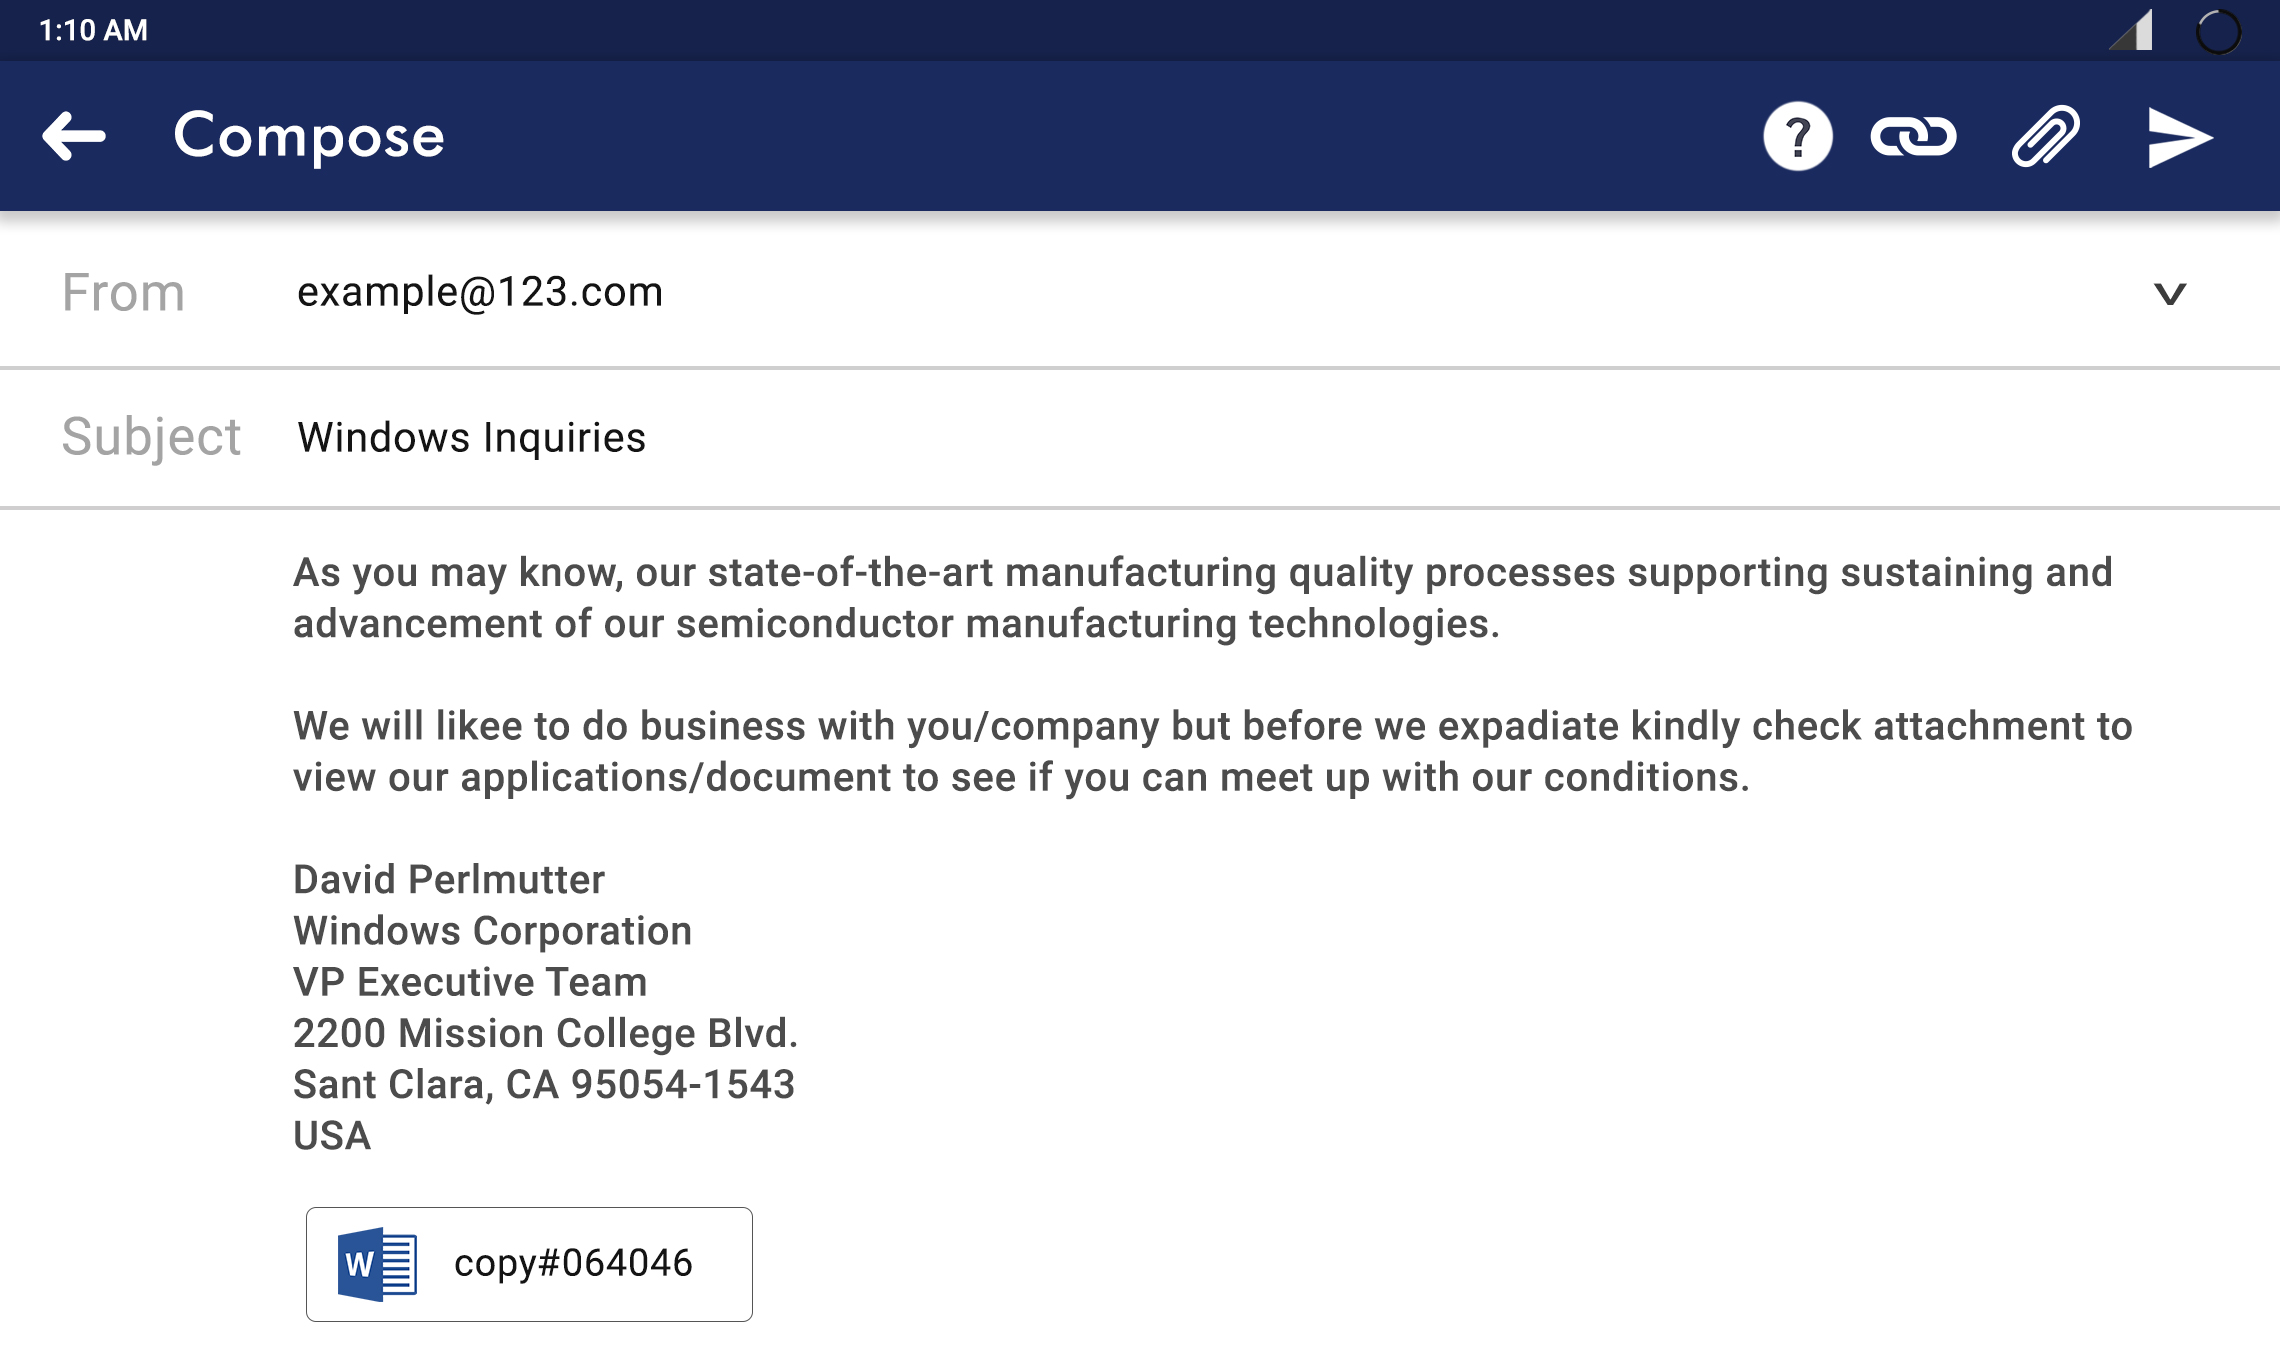 1:10 AM
Compose
?
From example@123.com
Subject Windows Inquiries
As you may know, our state-of-the-art manufacturing quality processes supporting sustaining and
advancement of our semiconductor manufacturing technologies.
We will likee to do business with you/company but before we expadiate kindly check attachment to
view our applications/document to see if you can meet up with our conditions.
David Perlmutter
Windows Corporation
VP Executive Team
2200 Mission College Blvd.
Sant Clara, CA 95054-1543
USA
W copy#064046